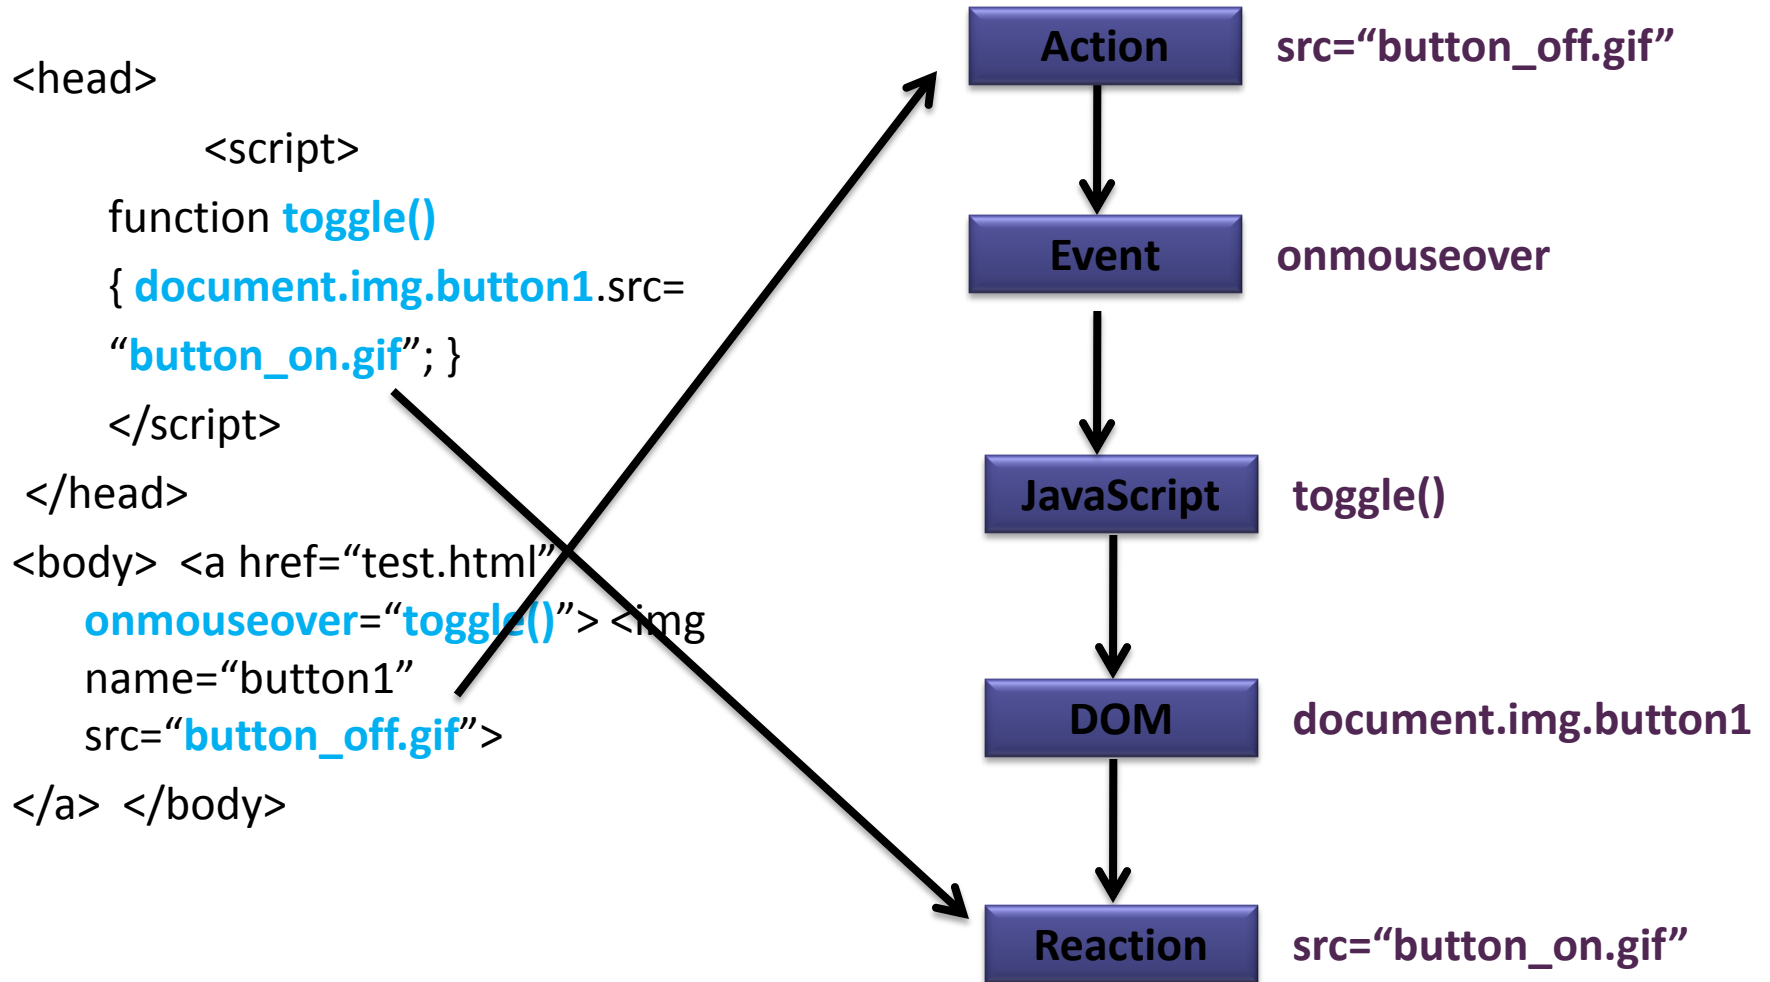 <head>
<script>
function toggle()
{ document.img.button1.src=
“button_on.gif”; }
</script>
</head>
<body> <a href=“test.html”
onmouseover=“toggle()”> <img
name=“button1”
src=“button_off.gif”>
</a> </body>
Action src=“button_off.gif”
Event onmouseover
JavaScript toggle()
DOM document.img.button1
Reaction src=“button_on.gif”